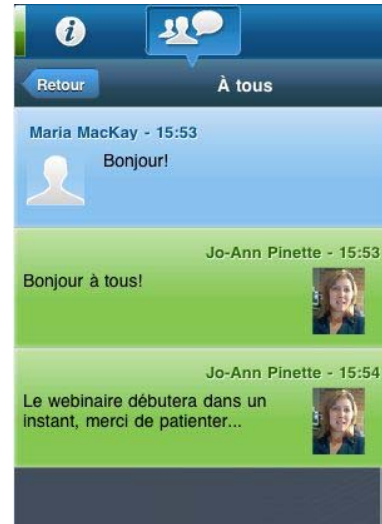 Retour
À tous
Maria MacKay - 15:53
Bonjour!
Jo-Ann Pinette - 15:53
Bonjour à tous!
Jo-Ann Pinette - 15:54
Le webinaire débutera dans un
instant, merci de patienter...